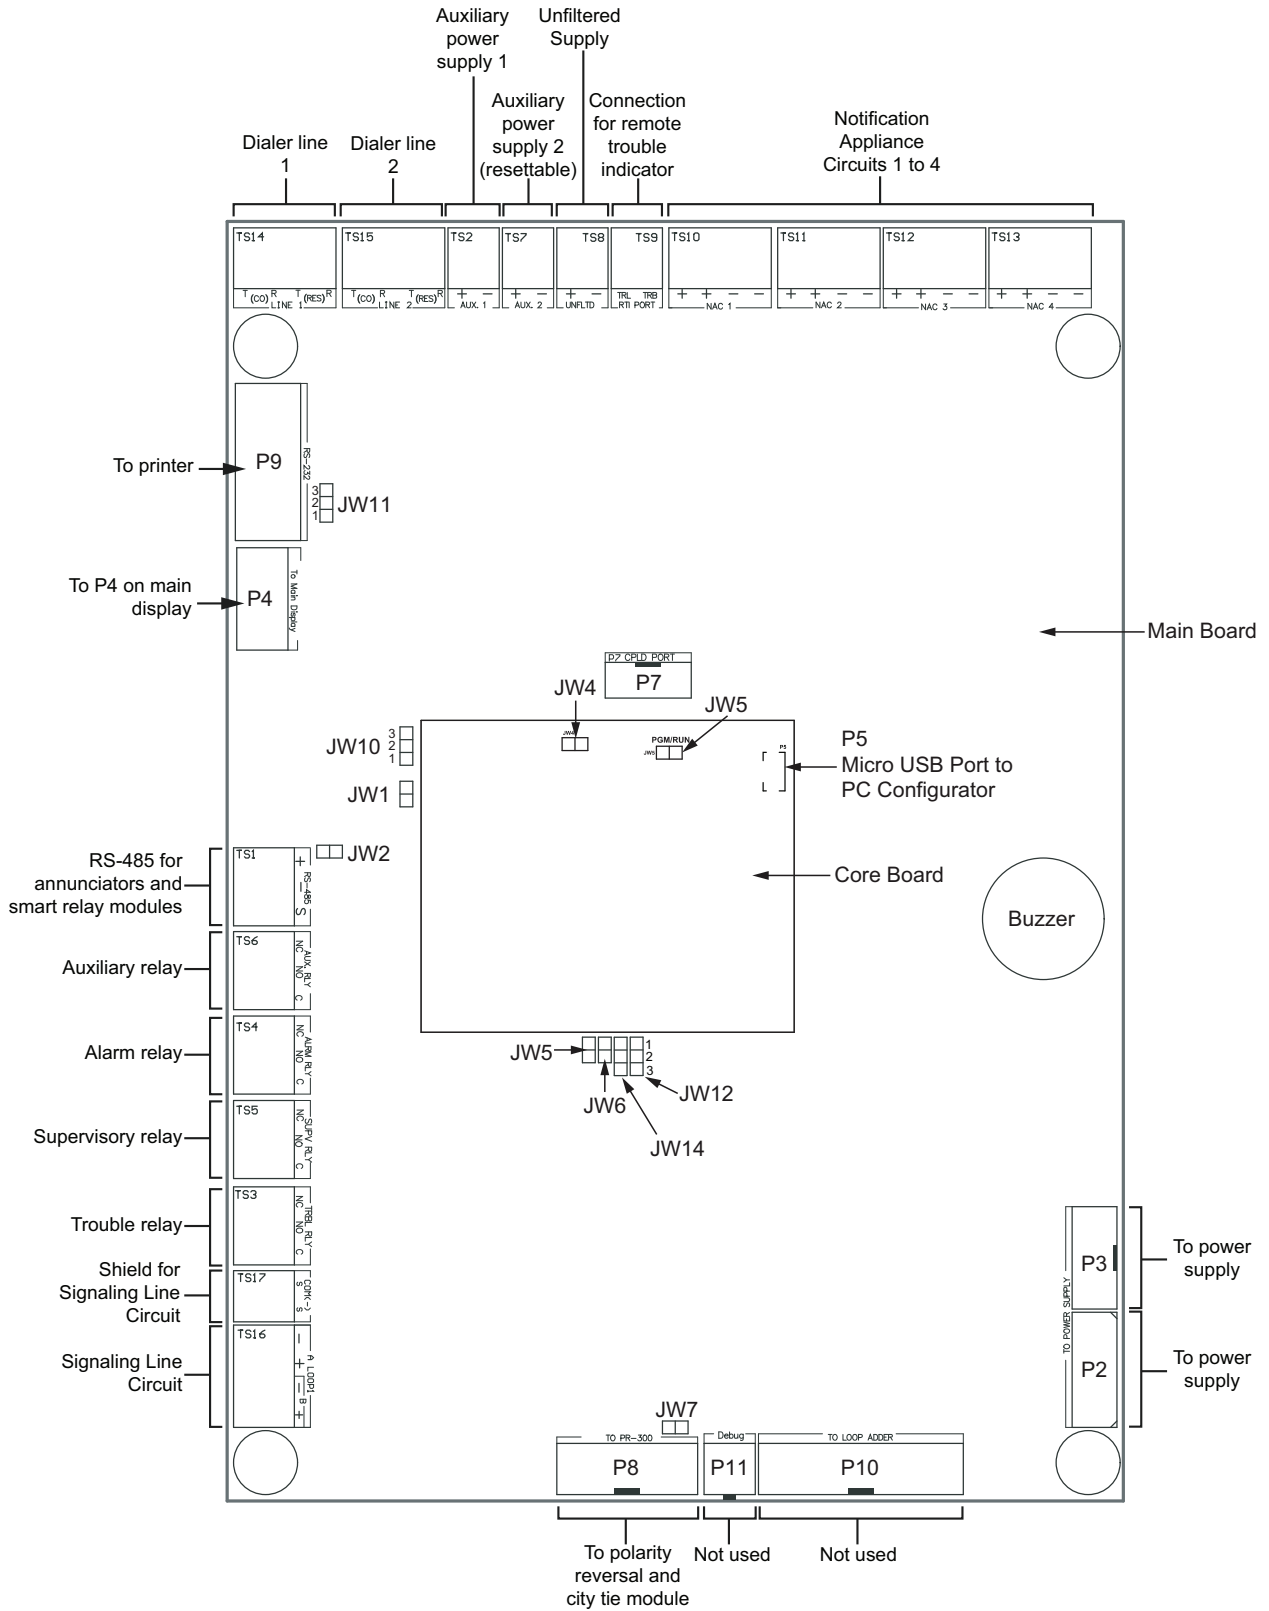 Auxiliary
power
supply 1
Unfiltered
Supply
Auxiliary
power
supply 2
(resettable)
Connection
for remote
trouble
indicator
Notification
Appliance
Circuits 1 to 4
Dialer line
1
Dialer line
2
TS14
TS15
TS2
TS7
TS8
TS9
TS10
TS11
TS12
TS13
T (CO) R T (RES) R
LINE 1
T (CO) R T (RES) R
LINE 2
+ -
AUX. 1
+ -
AUX. 2
+ -
UNFLTD
TRL TRB
RTI PORT
+ + - -
NAC 1
+ + - -
NAC 2
+ + - -
NAC 3
+ + - -
NAC 4
To printer
P9
RS-232
3
2
1
JW11
To P4 on main
display
P4
To Main Display
Main Board
P7 CPLD PORT
P7
JW4
JW4
JW5
PGM/RUN
JW5
P5
P5
Micro USB Port to
PC Configurator
JW10
3
2
1
JW1
JW2
RS-485 for
annunciators and
smart relay modules
TS1
+ - S
RS-485
Core Board
Buzzer
Auxiliary relay
TS6
NC NO C
AUX. RLY
Alarm relay
TS4
NC NO C
ALRM RLY
JW5
1
2
3
JW12
JW6
JW14
Supervisory relay
TS5
NC NO C
SUPV RLY
Trouble relay
TS3
NC NO C
TRBL RLY
Shield for
Signaling Line
Circuit
TS17
S S
COM(-)
Signaling Line
Circuit
TS16
- + - +
A LOOP1 B
TO POWER SUPPLY
P3
To power
supply
P2
To power
supply
JW7
TO PR-300
P8
Debug
P11
TO LOOP ADDER
P10
To polarity
reversal and
city tie module
Not used
Not used